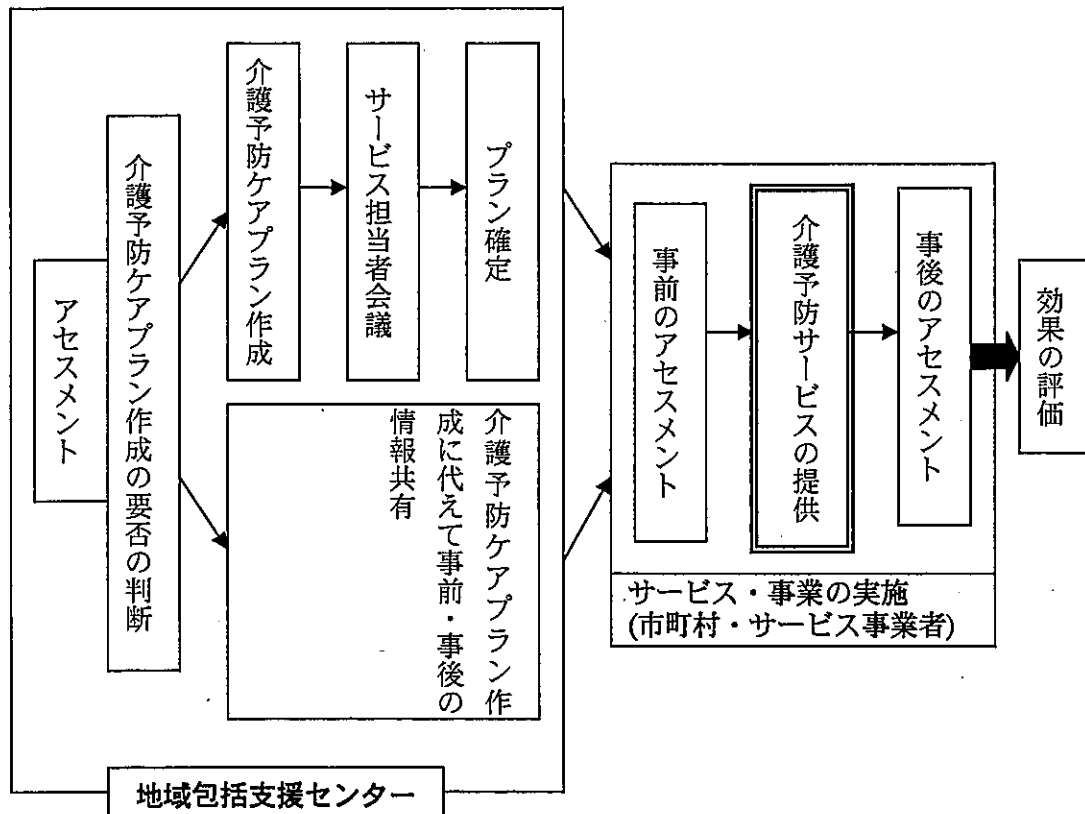 アセスメント
介護予防ケアプラン作成の要否の判断
介護予防ケアプラン作成
サービス担当者会議
プラン確定
介護予防ケアプラン作
成に代えて事前・事後の
情報共有
地域包括支援センター
事前のアセスメント
介護予防サービスの提供
事後のアセスメント
サービス・事業の実施
(市町村・サービス事業者)
効果の評価